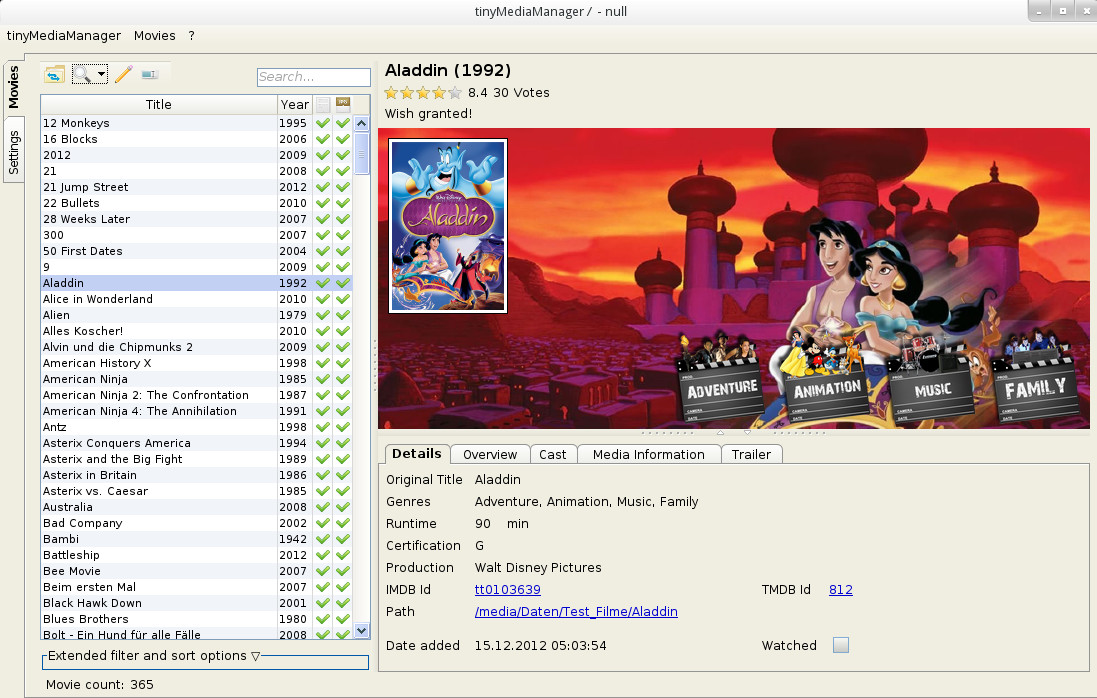 tinyMediaManager / - null
tinyMediaManager Movies ?
Movies
Settings
Search...
Title Year
12 Monkeys 1995
16 Blocks 2006
2012 2009
21 2008
21 Jump Street 2012
22 Bullets 2010
28 Weeks Later 2007
300 2007
50 First Dates 2004
9 2009
Aladdin 1992
Alice in Wonderland 2010
Alien 1979
Alles Koscher! 2010
Alvin und die Chipmunks 2 2009
American History X 1998
American Ninja 1985
American Ninja 2: The Confrontation 1987
American Ninja 4: The Annihilation 1991
Antz 1998
Asterix Conquers America 1994
Asterix and the Big Fight 1989
Asterix in Britain 1986
Asterix vs. Caesar 1985
Australia 2008
Bad Company 2002
Bambi 1942
Battleship 2012
Bee Movie 2007
Beim ersten Mal 2007
Black Hawk Down 2001
Blues Brothers 1980
Bolt - Ein Hund für alle Fälle 2008
Extended filter and sort options ▽
Movie count: 365
Aladdin (1992)
8.4 30 Votes
Wish granted!
Walt Disney
Aladdin
ADVENTURE
ANIMATION
MUSIC
FAMILY
Details Overview Cast Media Information Trailer
Original Title Aladdin
Genres Adventure, Animation, Music, Family
Runtime 90 min
Certification G
Production Walt Disney Pictures
IMDB Id tt0103639 TMDB Id 812
Path /media/Daten/Test_Filme/Aladdin
Date added 15.12.2012 05:03:54 Watched